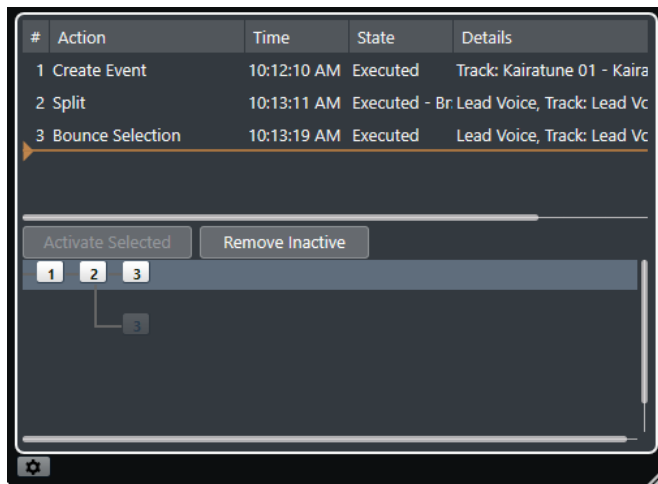 # Action Time State Details
1 Create Event 10:12:10 AM Executed Track: Kairatune 01 - Kaira
2 Split 10:13:11 AM Executed - Br Lead Voice, Track: Lead Vc
3 Bounce Selection 10:13:19 AM Executed Lead Voice, Track: Lead Vc
Activate Selected Remove Inactive
1 2 3
3